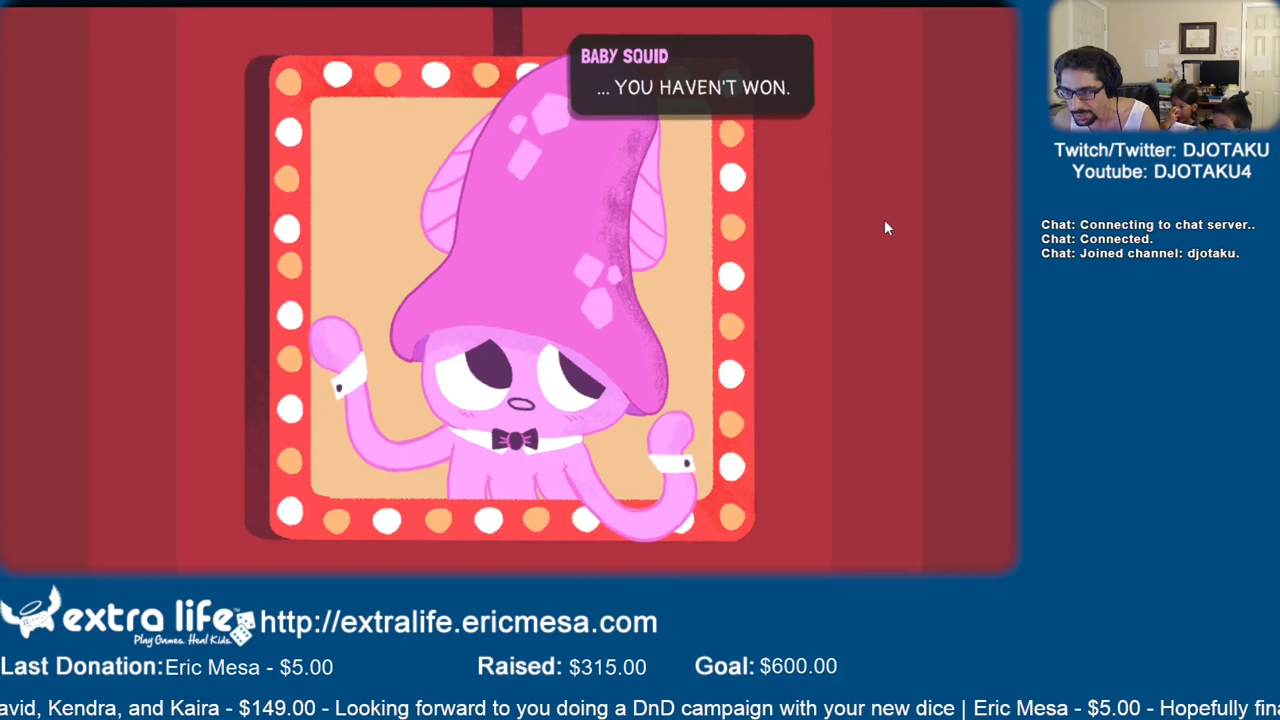 BABY SQUID
... YOU HAVEN'T WON.
Twitch/Twitter: DJOTAKU
Youtube: DJOTAKU4
Chat: Connecting to chat server..
Chat: Connected.
Chat: Joined channel: djotaku.
extra life
Play Games. Heal Kids.
http://extralife.ericmesa.com
Last Donation: Eric Mesa - $5.00 Raised: $315.00 Goal: $600.00
avid, Kendra, and Kaira - $149.00 - Looking forward to you doing a DnD campaign with your new dice | Eric Mesa - $5.00 - Hopefully fina